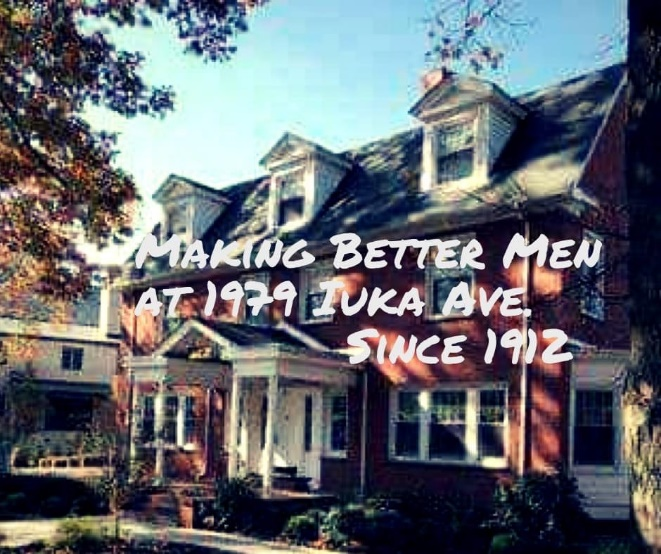 Making Better Men
at 1979 Iuka Ave.
Since 1912